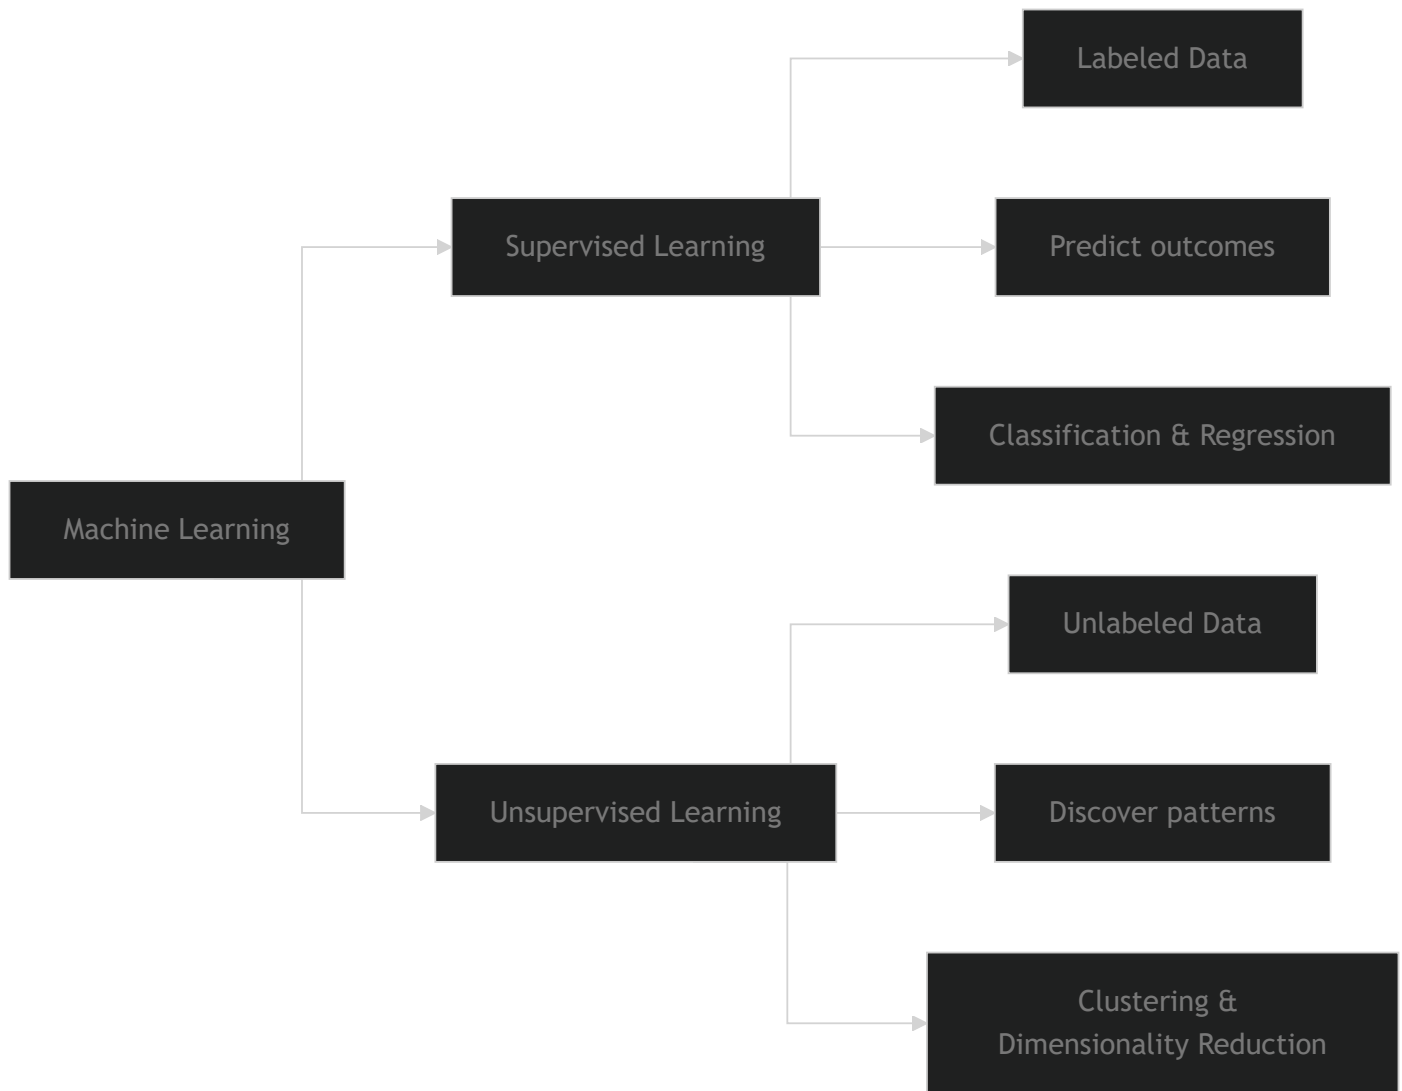 Labeled Data
Supervised Learning
Predict outcomes
Classification & Regression
Machine Learning
Unlabeled Data
Unsupervised Learning
Discover patterns
Clustering &
Dimensionality Reduction